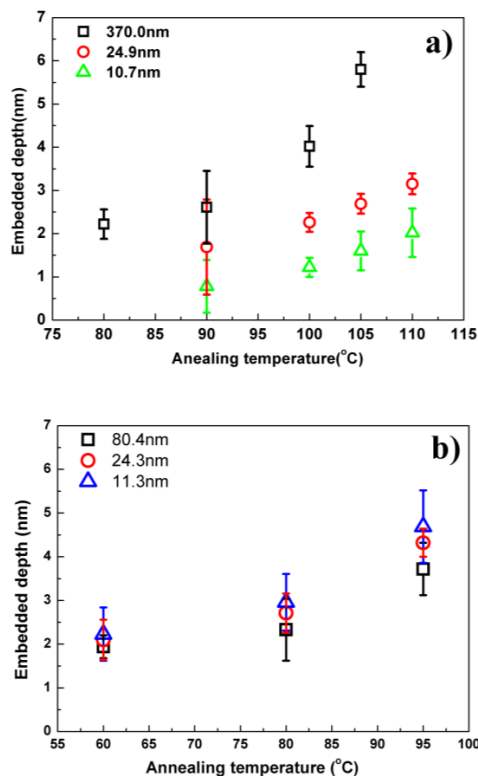 a)
370.0nm
24.9nm
10.7nm
Embedded depth(nm)
7
6
5
4
3
2
1
0
75 80 85 90 95 100 105 110 115
Anealing temperature(°C)
b)
80.4nm
24.3nm
11.3nm
Embedded depth (nm)
7
6
5
4
3
2
1
0
55 60 65 70 75 80 85 90 95 100
Annealing temperature (°C)